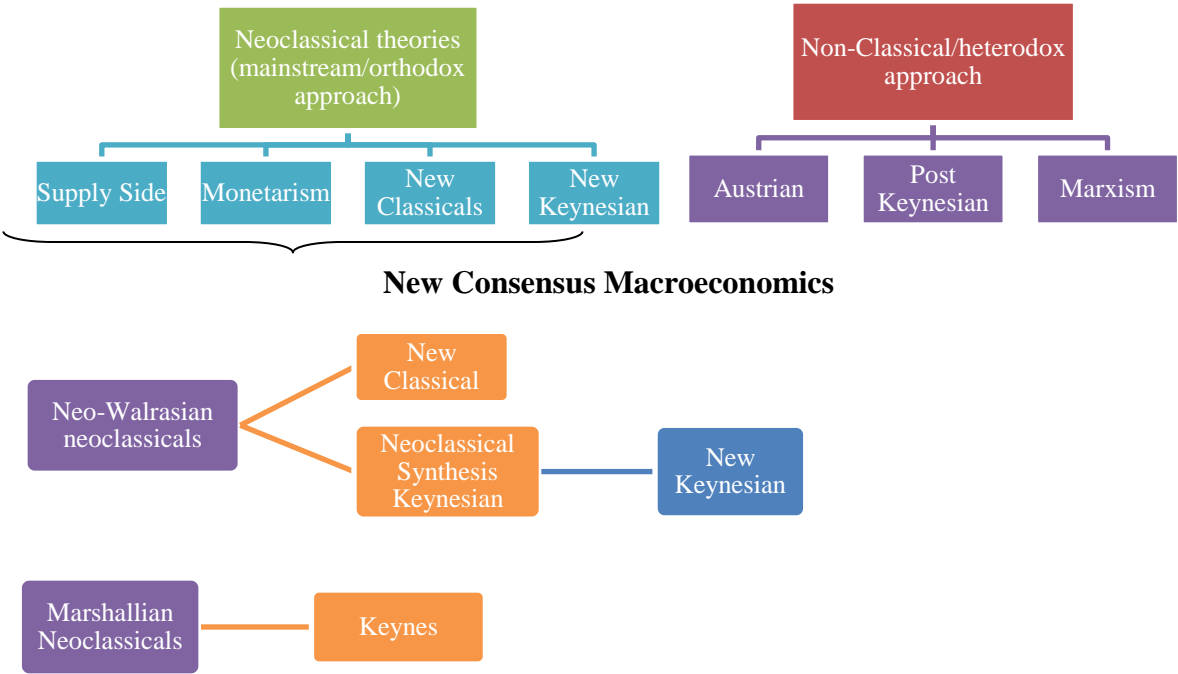 Neoclassical theories
(mainstream/orthodox
approach)
Non-Classical/heterodox
approach
Supply Side
Monetarism
New
Classicals
New
Keynesian
Austrian
Post
Keynesian
Marxism
New Consensus Macroeconomics
New
Classical
Neo-Walrasian
neoclassicals
Neoclassical
Synthesis
Keynesian
New
Keynesian
Marshallian
Neoclassicals
Keynes